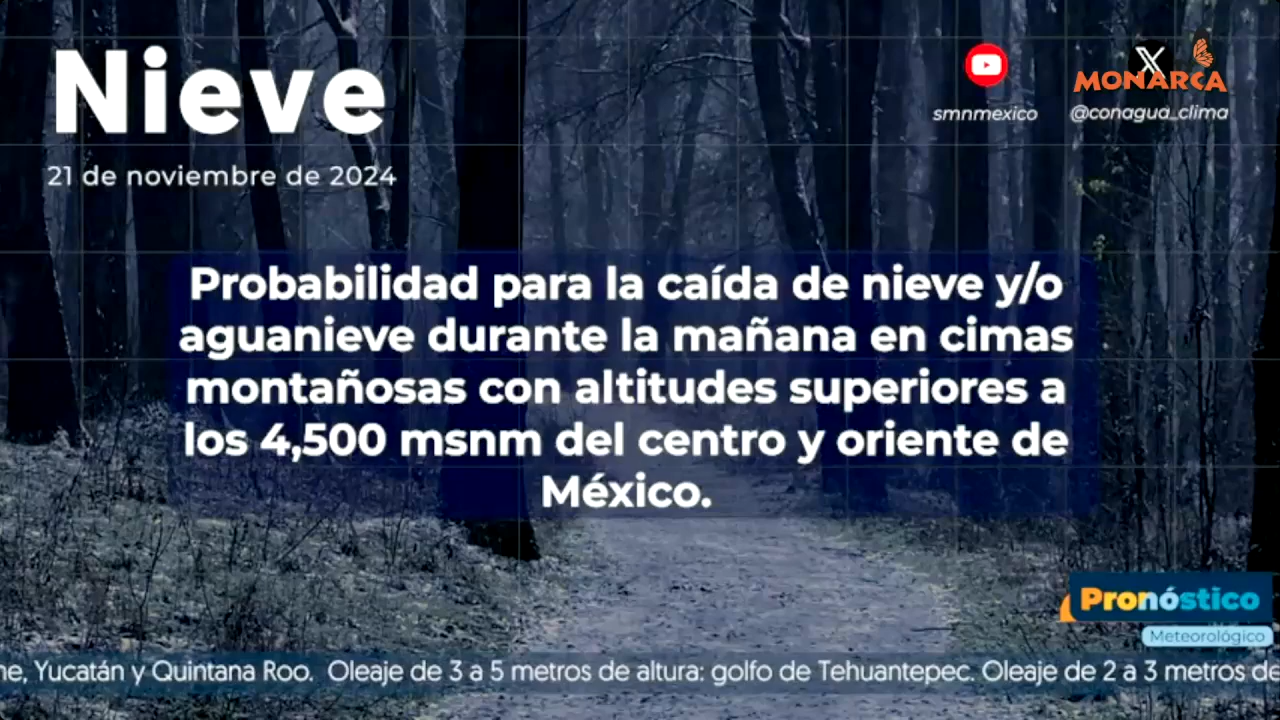 Nieve
21 de noviembre de 2024
smnmexico
MONARCA
@conagua_clima
Probabilidad para la caída de nieve y/o
aguanieve durante la mañana en cimas
montañosas con altitudes superiores a
los 4,500 msnm del centro y oriente de
México.
Pronóstico
Meteorológico
Yucatán y Quintana Roo. Oleaje de 3 a 5 metros de altura: golfo de Tehuantepec. Oleaje de 2 a 3 metros de